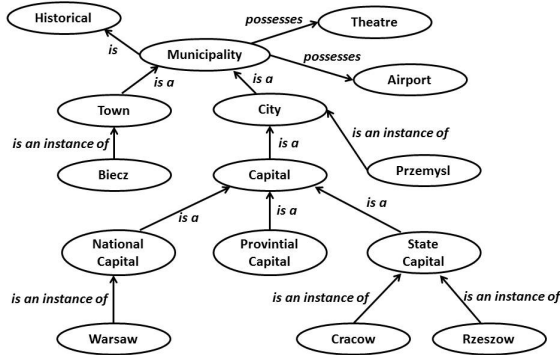 Historical
possesses
Theatre
is
Municipality
possesses
Airport
is a
is a
Town
City
is an instance of
is an instance of
is a
Biecz
Capital
Przemysl
is a
is a
is a
National
Capital
Provintial
Capital
State
Capital
is an instance of
is an instance of
is an instance of
Warsaw
Cracow
Rzeszow